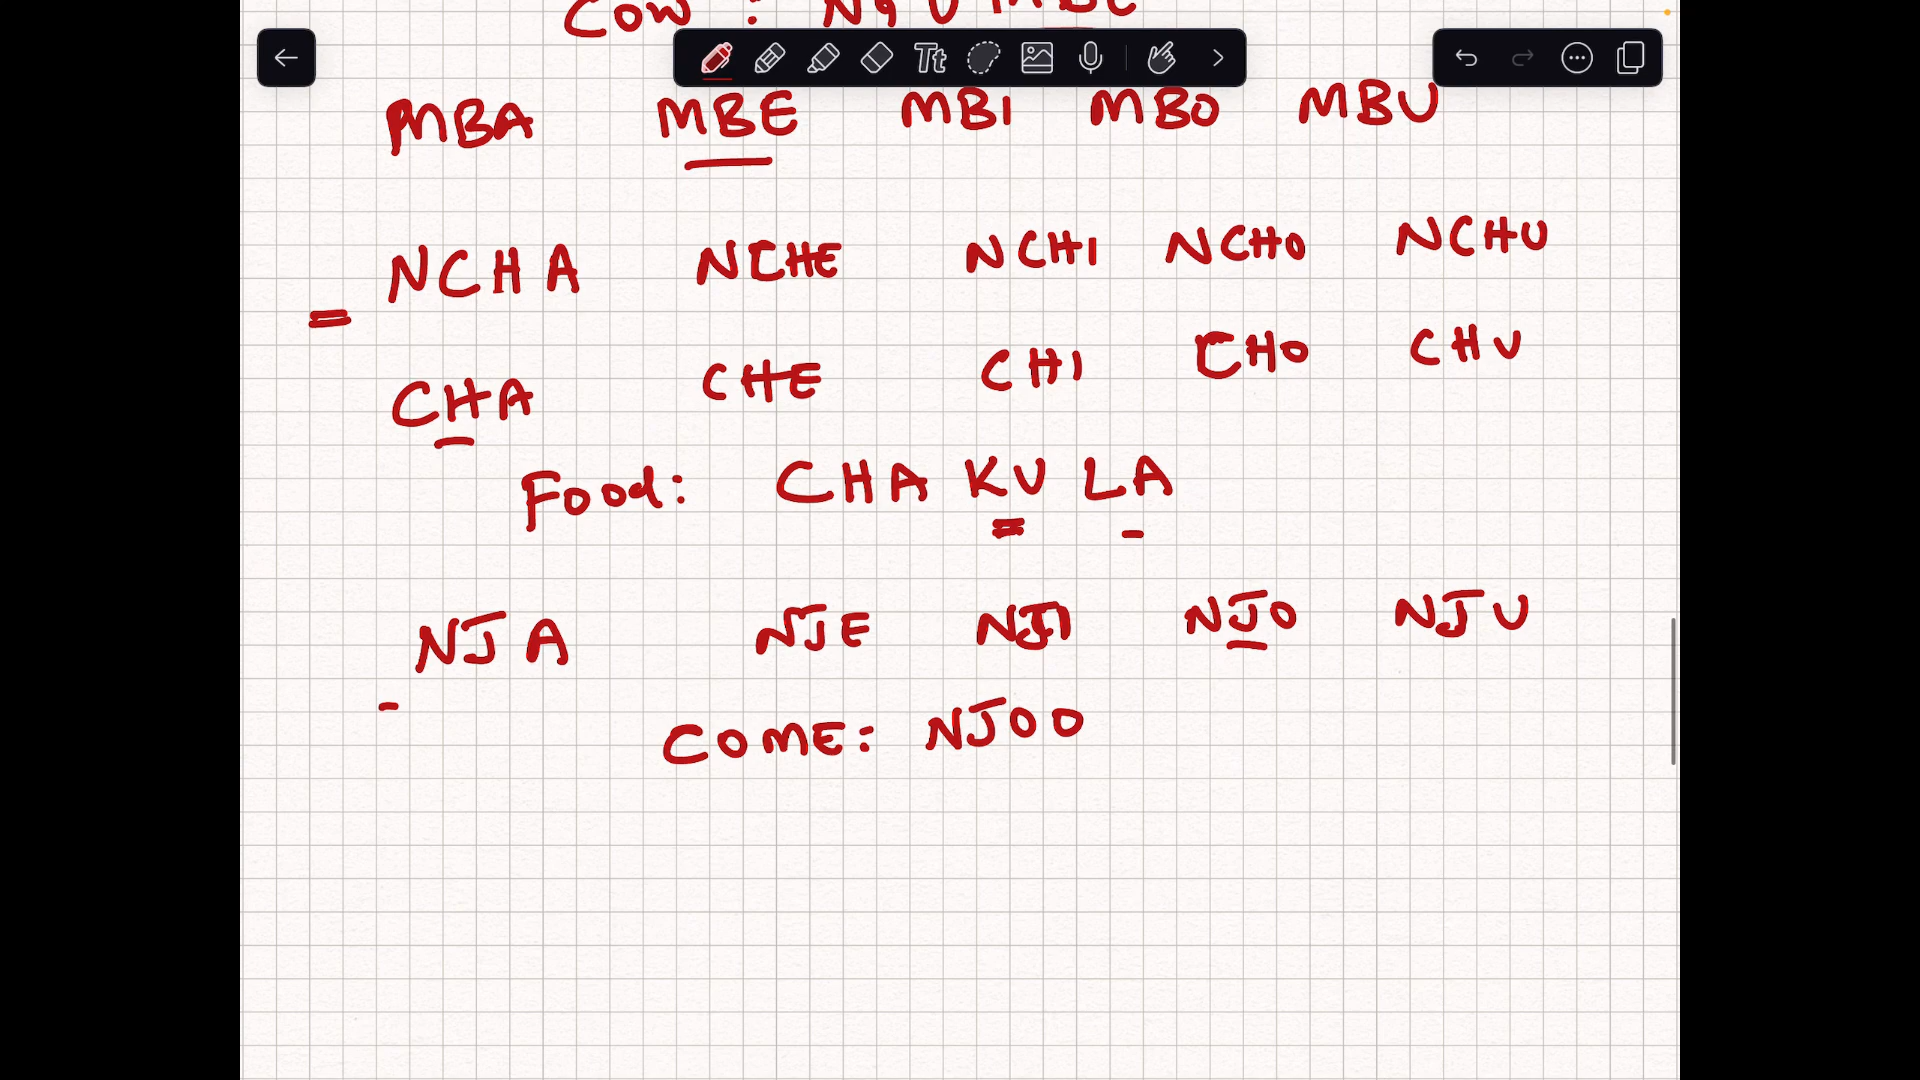 COW :
MBA MBE MBI MBO MBU
NCHA NCHE NCHI NCHO NCHU
CHA CHE CHI CHO CHU
Food: CHA KU LA
NJA NJE NJI NJO NJU
COME: NJOO